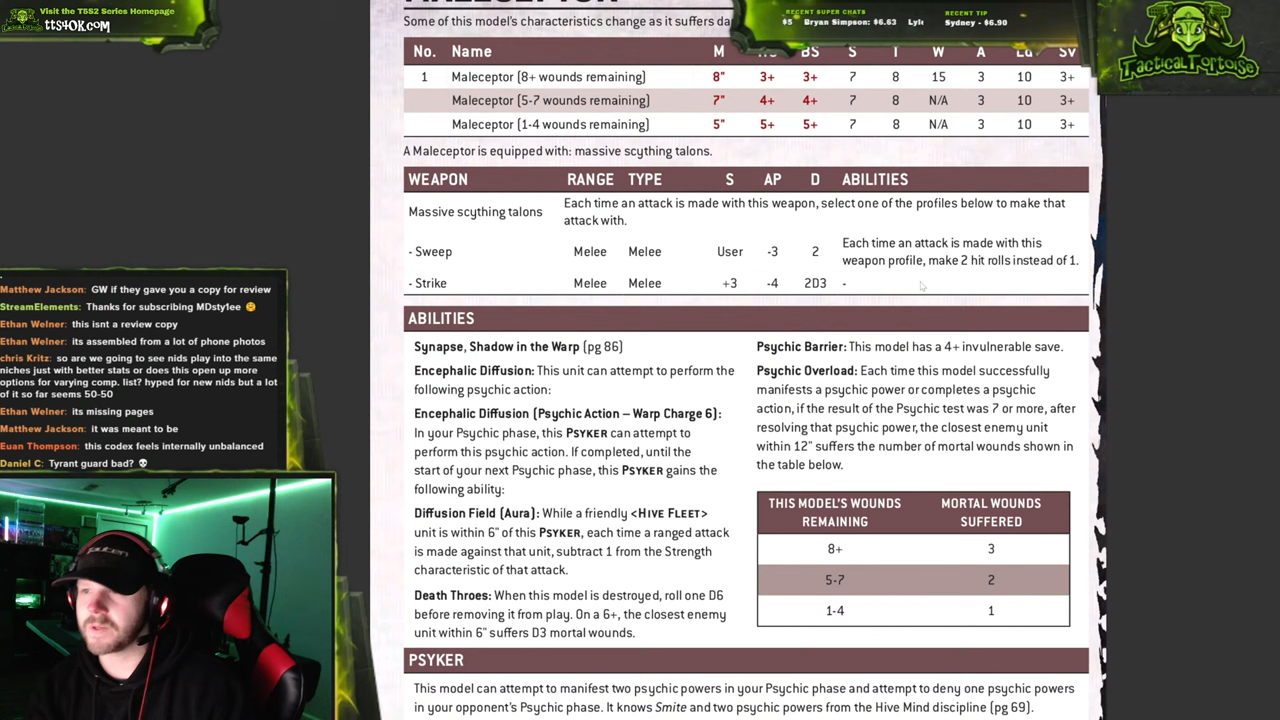 Visit the TTS2 Series Homepage
tts40k.com
RECENT SUPER CHATS
$5 Bryan Simpson: $6.63 Lyl
RECENT TIP
Sydney - $6.90
TacticalTortoise
Some of this model's characteristics change as it suffers da
No. Name M BS S T W A Sv
1 Maleceptor (8+ wounds remaining) 8" 3+ 3+ 7 8 15 3 10 3+
Maleceptor (5-7 wounds remaining) 7" 4+ 4+ 7 8 N/A 3 10 3+
Maleceptor (1-4 wounds remaining) 5" 5+ 5+ 7 8 N/A 3 10 3+
A Maleceptor is equipped with: massive scything talons.
WEAPON RANGE TYPE S AP D ABILITIES
Massive scything talons Each time an attack is made with this weapon, select one of the profiles below to make that
attack with.
- Sweep Melee Melee User -3 2 Each time an attack is made with this
weapon profile, make 2 hit rolls instead of 1.
- Strike Melee Melee +3 -4 2D3 -
ABILITIES
Synapse, Shadow in the Warp (pg 86)
Encephalic Diffusion: This unit can attempt to perform the
following psychic action:
Encephalic Diffusion (Psychic Action – Warp Charge 6):
In your Psychic phase, this PSYKER can attempt to
perform this psychic action. If completed, until the
start of your next Psychic phase, this PSYKER gains the
following ability:
Diffusion Field (Aura): While a friendly <HIVE FLEET>
unit is within 6" of this PSYKER, each time a ranged attack
is made against that unit, subtract 1 from the Strength
characteristic of that attack.
Death Throes: When this model is destroyed, roll one D6
before removing it from play. On a 6+, the closest enemy
unit within 6" suffers D3 mortal wounds.
Psychic Barrier: This model has a 4+ invulnerable save.
Psychic Overload: Each time this model successfully
manifests a psychic power or completes a psychic
action, if the result of the Psychic test was 7 or more, after
resolving that psychic power, the closest enemy unit
within 12" suffers the number of mortal wounds shown in
the table below.
THIS MODEL'S WOUNDS REMAINING MORTAL WOUNDS SUFFERED
8+ 3
5-7 2
1-4 1
PSYKER
This model can attempt to manifest two psychic powers in your Psychic phase and attempt to deny one psychic powers
in your opponent's Psychic phase. It knows Smite and two psychic powers from the Hive Mind discipline (pg 69).
Matthew Jackson: GW if they gave you a copy for review
StreamElements: Thanks for subscribing MDsty1ee
Ethan Welner: this isnt a review copy
Ethan Welner: its assembled from a lot of phone photos
chris Kritz: so are we going to see nids play into the same
niches just with better stats or does this open up more
options for varying comp. list? hyped for new nids but a lot
of it so far seems 50-50
Ethan Welner: its missing pages
Matthew Jackson: it was meant to be
Euan Thompson: this codex feels internally unbalanced
Daniel C: Tyrant guard bad? 💀